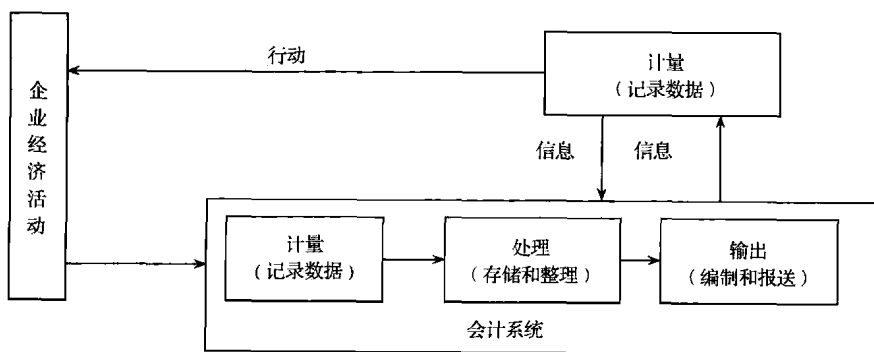 行动
计量
(记录数据)
企业经济活动
信息
信息
计量
(记录数据)
处理
(存储和整理)
输出
(编制和报送)
会计系统